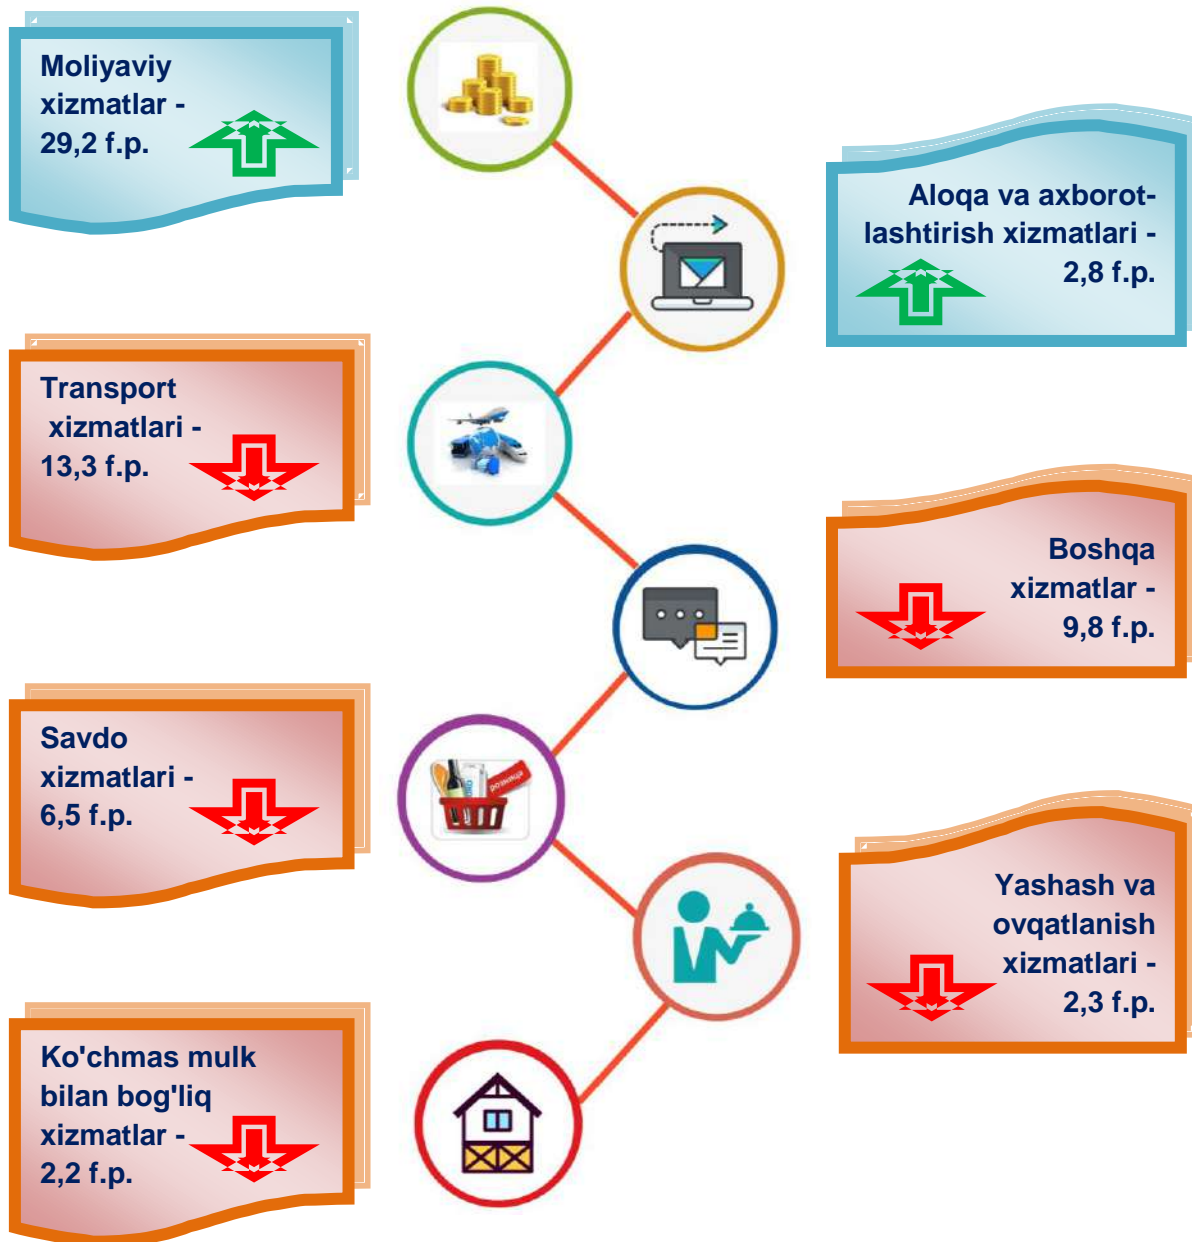 Moliyaviy
xizmatlar -
29,2 f.p.
Aloqa va axborot-
lashtirish xizmatlari -
2,8 f.p.
Transport
xizmatlari -
13,3 f.p.
Boshqa
xizmatlar -
9,8 f.p.
Savdo
xizmatlari -
6,5 f.p.
розница
Yashash va
ovqatlanish
xizmatlari -
2,3 f.p.
Ko'chmas mulk
bilan bog'liq
xizmatlar -
2,2 f.p.